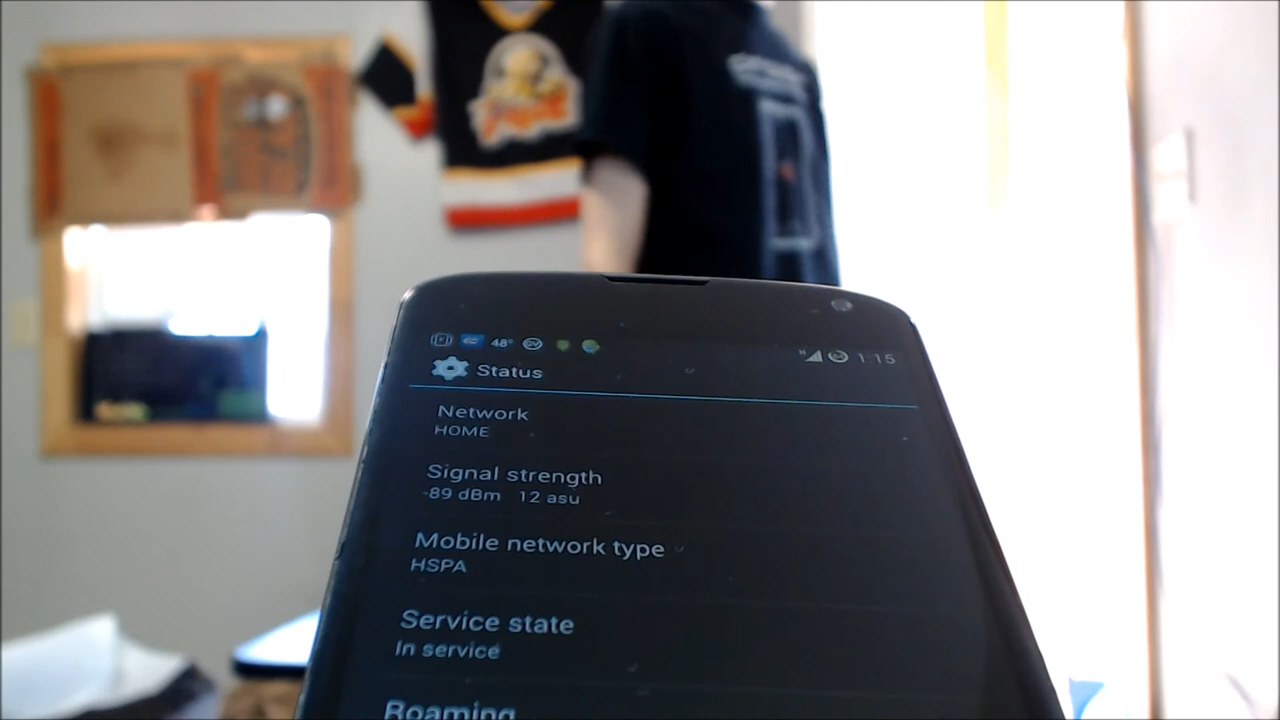 48°
H
1:15
Status
Network
HOME
Signal strength
-89 dBm 12 asu
Mobile network type
HSPA
Service state
In service
Roaming